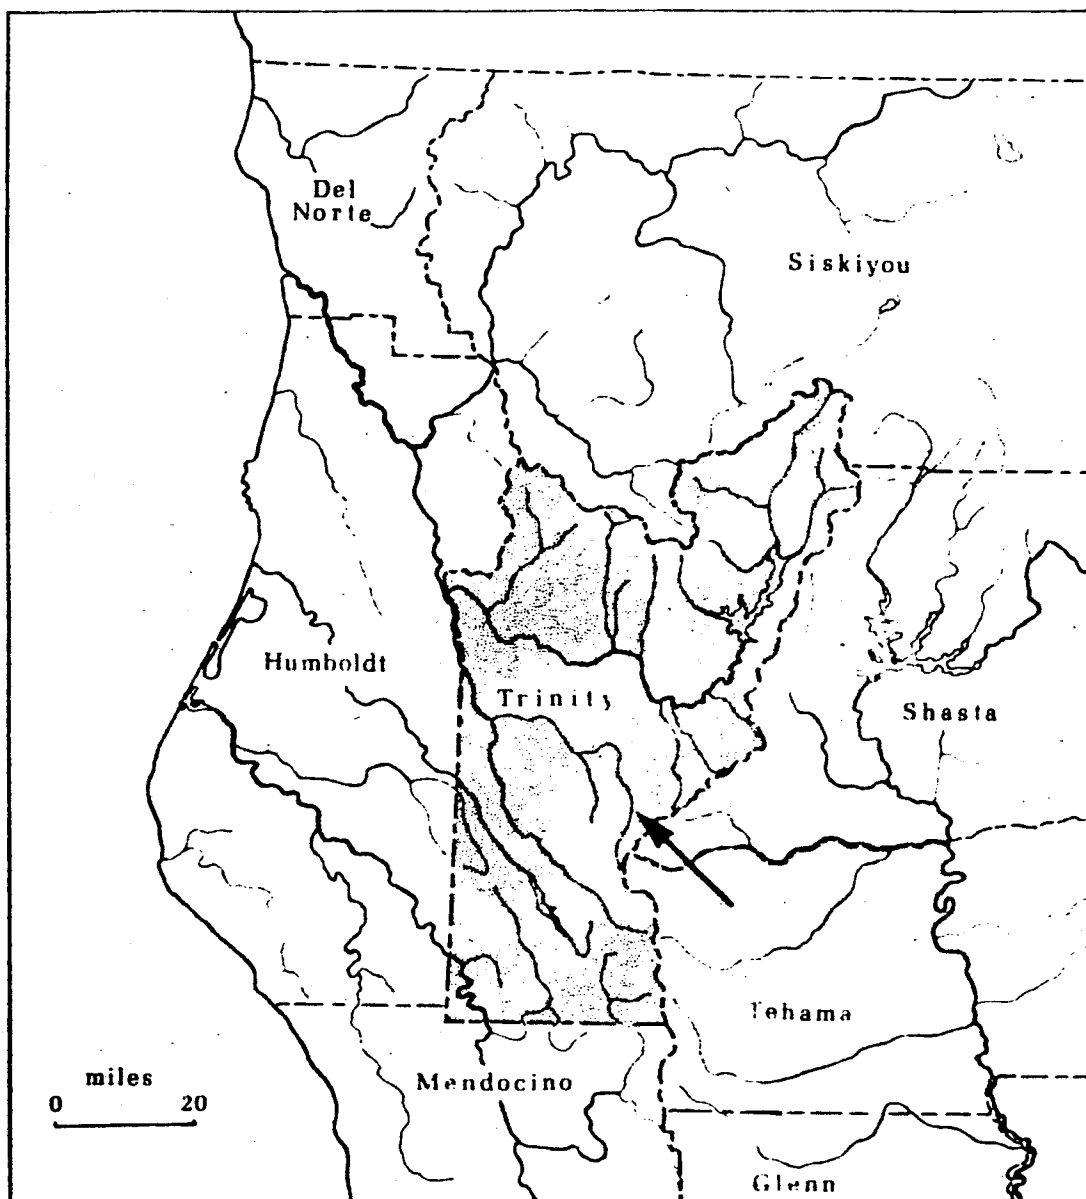 Del
Norte
Siskiyou
Humboldt
Trinity
Shasta
Tehama
miles
0 20
Mendocino
Glenn